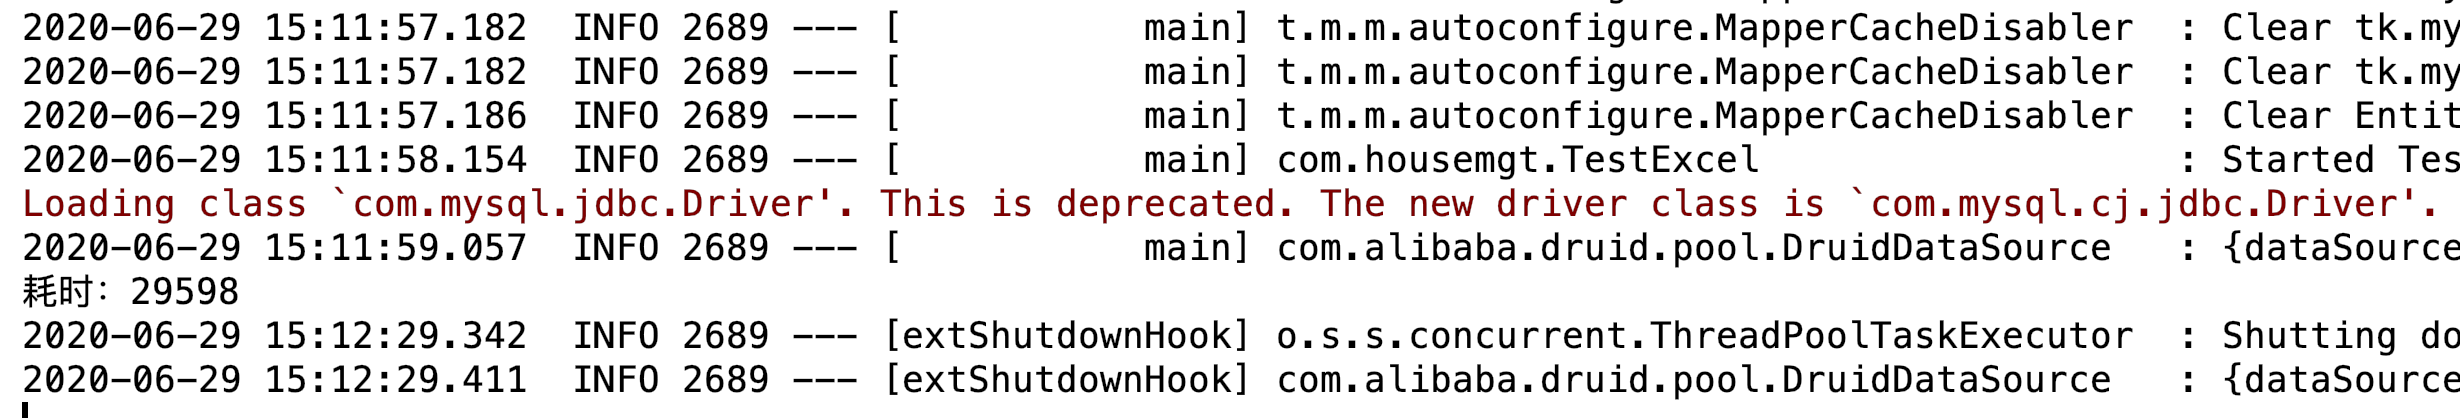 2020-06-29 15:11:57.182  INFO 2689 --- [           main] t.m.m.autoconfigure.MapperCacheDisabler  : Clear tk.my
2020-06-29 15:11:57.182  INFO 2689 --- [           main] t.m.m.autoconfigure.MapperCacheDisabler  : Clear tk.my
2020-06-29 15:11:57.186  INFO 2689 --- [           main] t.m.m.autoconfigure.MapperCacheDisabler  : Clear Entit
2020-06-29 15:11:58.154  INFO 2689 --- [           main] com.housemgt.TestExcel                   : Started Tes
Loading class `com.mysql.jdbc.Driver'. This is deprecated. The new driver class is `com.mysql.cj.jdbc.Driver'.
2020-06-29 15:11:59.057  INFO 2689 --- [           main] com.alibaba.druid.pool.DruidDataSource   : {dataSource
耗时：29598
2020-06-29 15:12:29.342  INFO 2689 --- [extShutdownHook] o.s.s.concurrent.ThreadPoolTaskExecutor  : Shutting do
2020-06-29 15:12:29.411  INFO 2689 --- [extShutdownHook] com.alibaba.druid.pool.DruidDataSource   : {dataSource